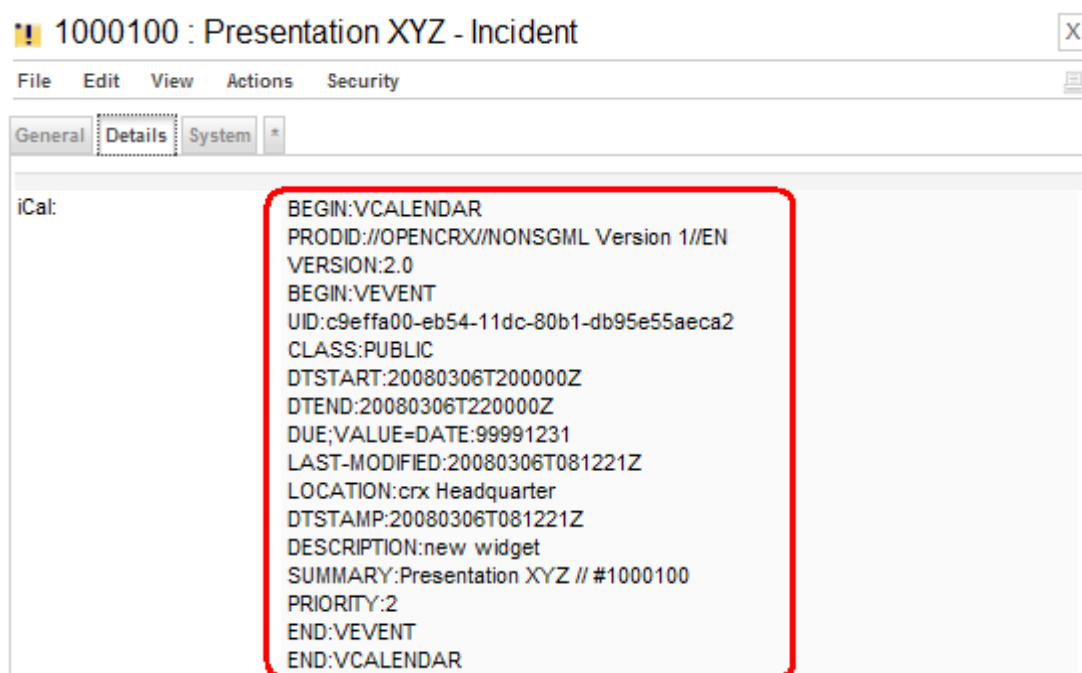 1000100 : Presentation XYZ - Incident X
File Edit View Actions Security
General Details System *
iCal:
BEGIN:VCALENDAR
PRODID://OPENCRX//NONSGML Version 1//EN
VERSION:2.0
BEGIN:VEVENT
UID:c9effa00-eb54-11dc-80b1-db95e55aeca2
CLASS:PUBLIC
DTSTART:20080306T200000Z
DTEND:20080306T220000Z
DUE;VALUE=DATE:99991231
LAST-MODIFIED:20080306T081221Z
LOCATION:crx Headquarter
DTSTAMP:20080306T081221Z
DESCRIPTION:new widget
SUMMARY:Presentation XYZ // #1000100
PRIORITY:2
END:VEVENT
END:VCALENDAR